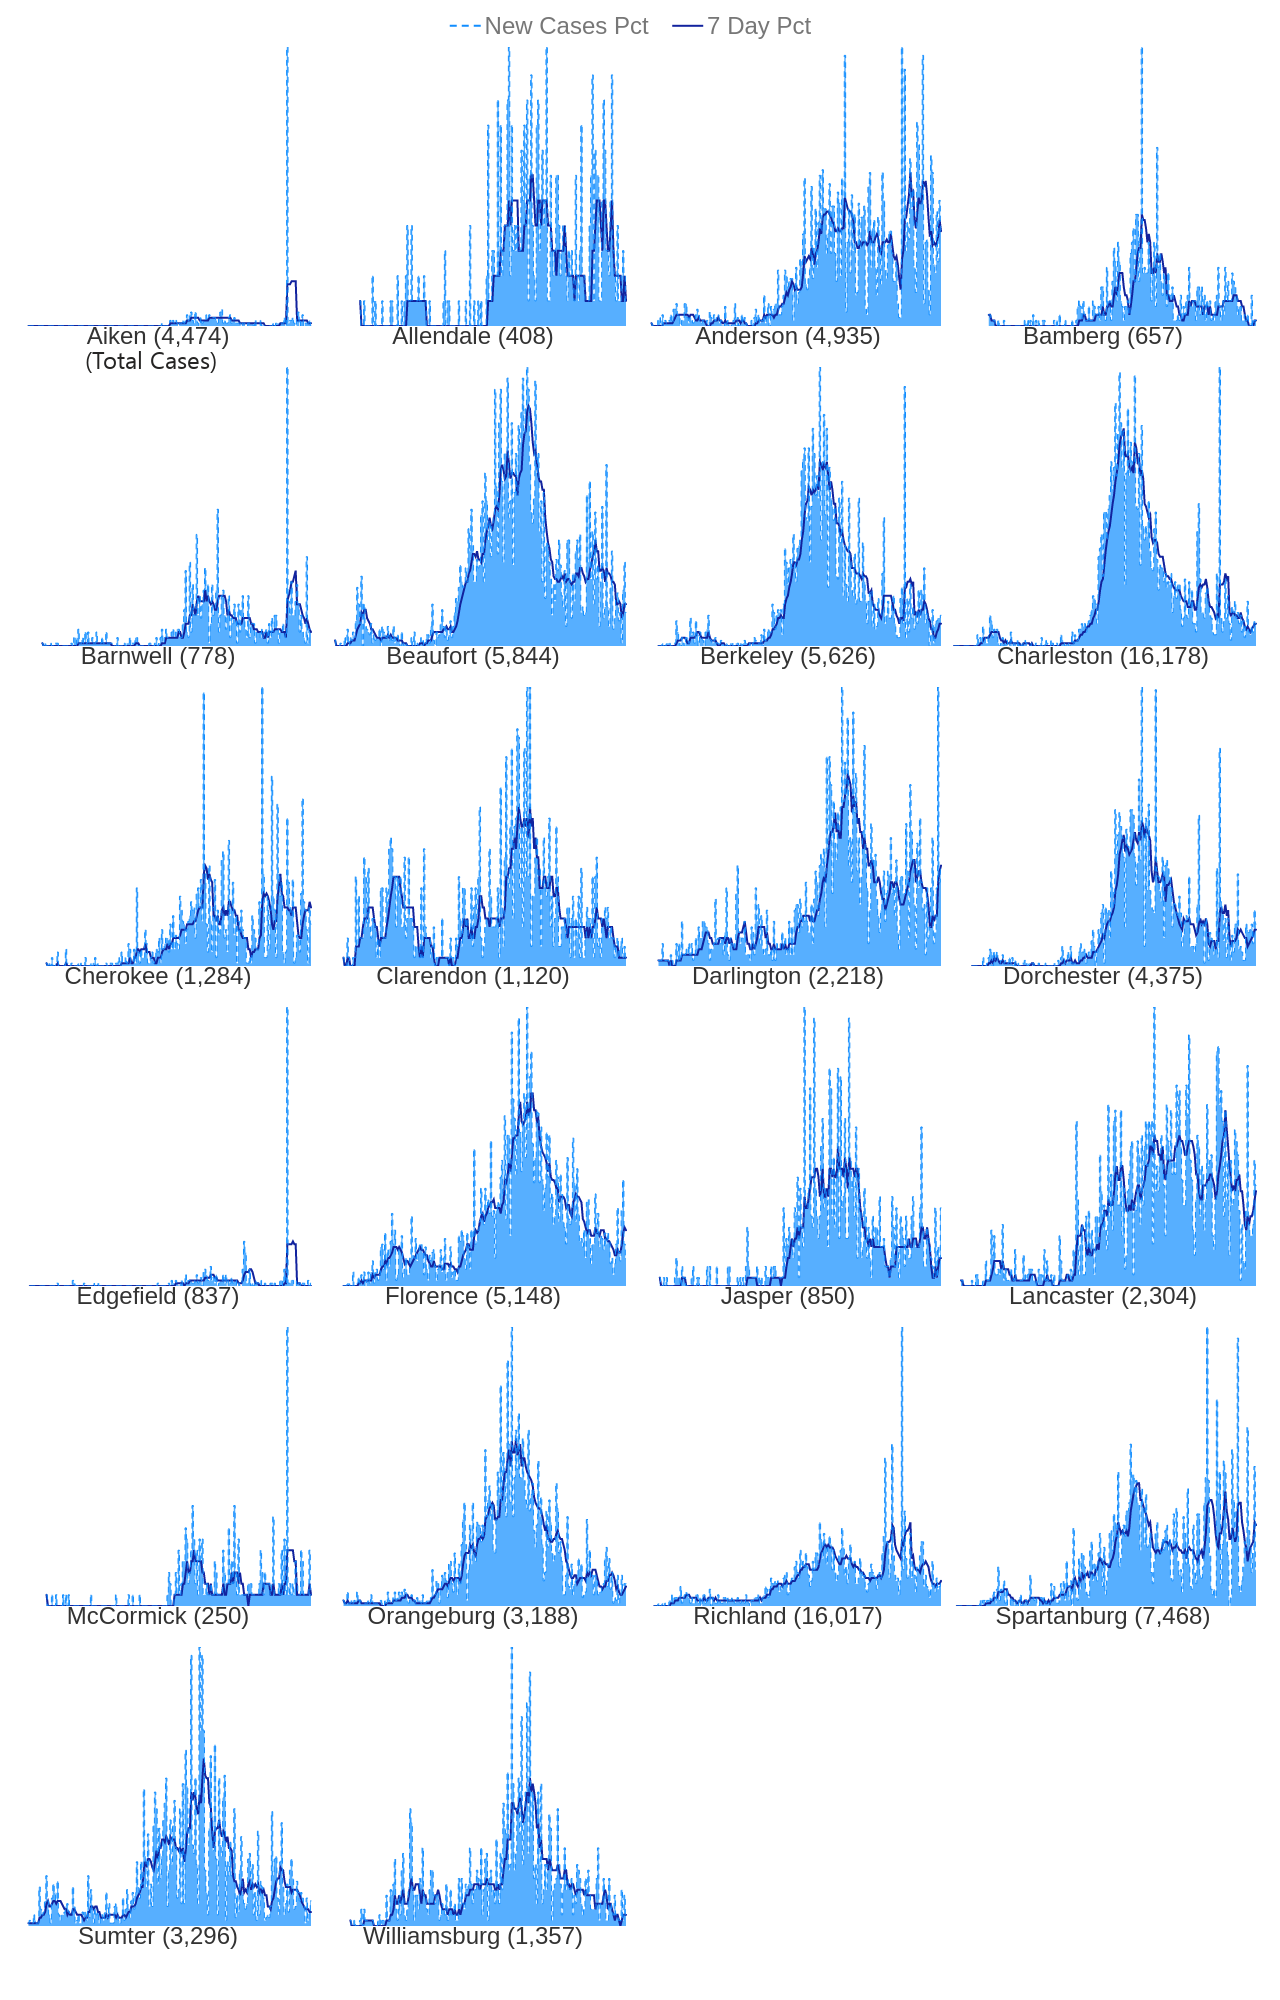 New Cases Pct 7 Day Pct
Aiken (4,474) Allendale (408) Anderson (4,935) Bamberg (657)
(Total Cases)
Barnwell (778) Beaufort (5,844) Berkeley (5,626) Charleston (16,178)
Cherokee (1,284) Clarendon (1,120) Darlington (2,218) Dorchester (4,375)
Edgefield (837) Florence (5,148) Jasper (850) Lancaster (2,304)
McCormick (250) Orangeburg (3,188) Richland (16,017) Spartanburg (7,468)
Sumter (3,296) Williamsburg (1,357)